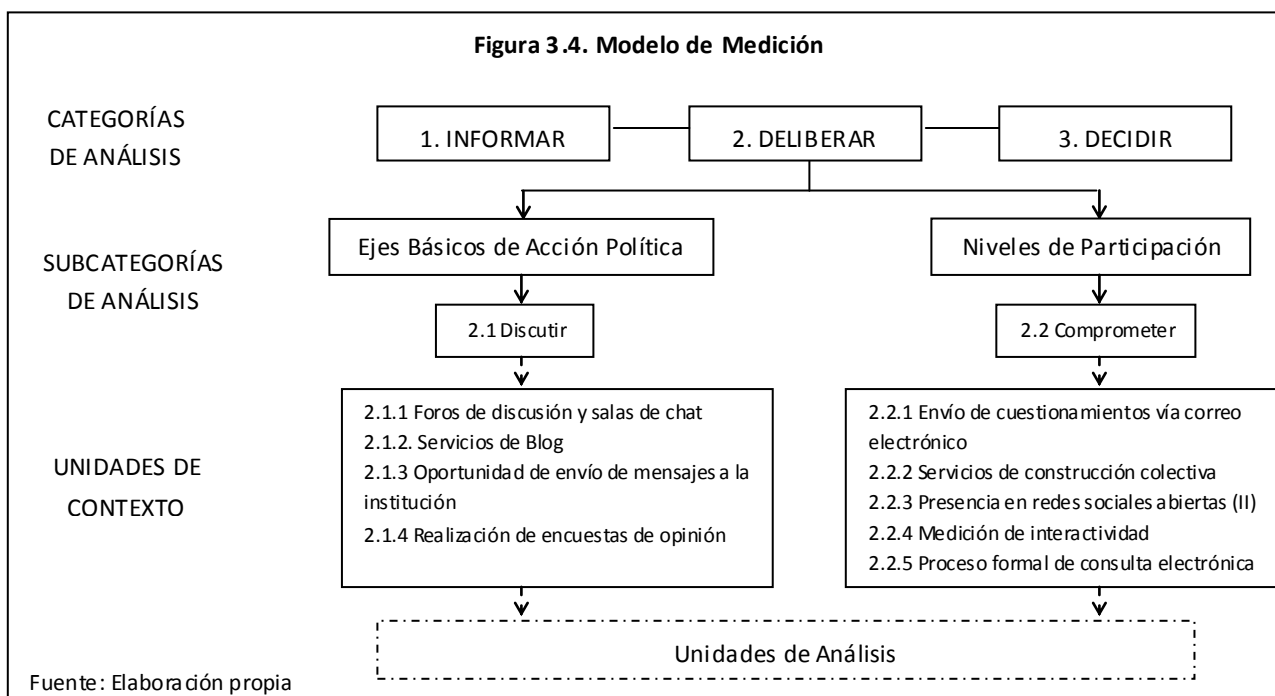 Figura 3.4. Modelo de Medición
CATEGORÍAS
DE ANÁLISIS
1. INFORMAR
2. DELIBERAR
3. DECIDIR
SUBCATEGORÍAS
DE ANÁLISIS
Ejes Básicos de Acción Política
Niveles de Participación
2.1 Discutir
2.2 Comprometer
UNIDADES DE
CONTEXTO
2.1.1 Foros de discusión y salas de chat
2.1.2. Servicios de Blog
2.1.3 Oportunidad de envío de mensajes a la
institución
2.1.4 Realización de encuestas de opinión
2.2.1 Envío de cuestionamientos vía correo
electrónico
2.2.2 Servicios de construcción colectiva
2.2.3 Presencia en redes sociales abiertas (II)
2.2.4 Medición de interactividad
2.2.5 Proceso formal de consulta electrónica
Unidades de Análisis
Fuente: Elaboración propia